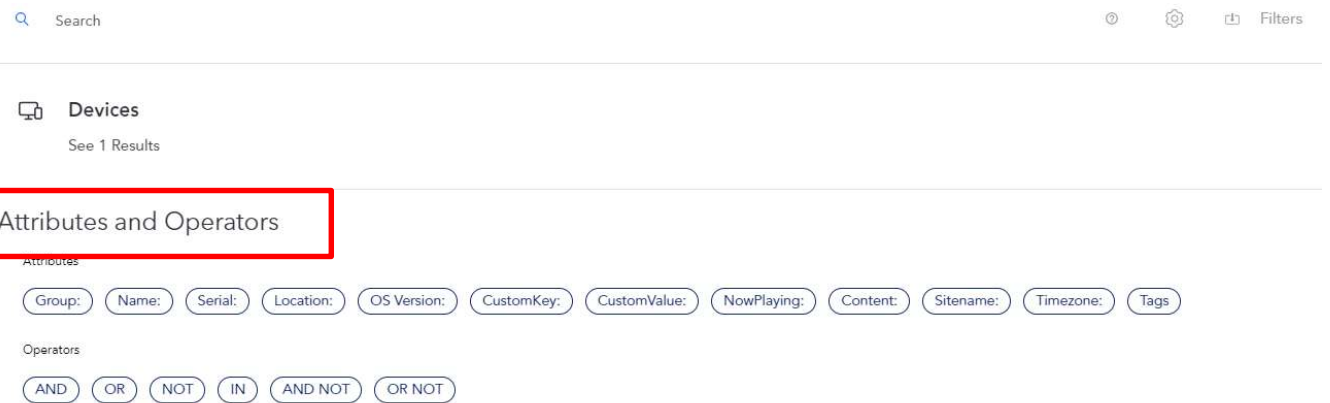 Search Filters
Devices
See 1 Results
Attributes and Operators
Attributes
Group: Name: Serial: Location: OS Version: CustomKey: CustomValue: NowPlaying: Content: Sitename: Timezone: Tags
Operators
AND OR NOT IN AND NOT OR NOT